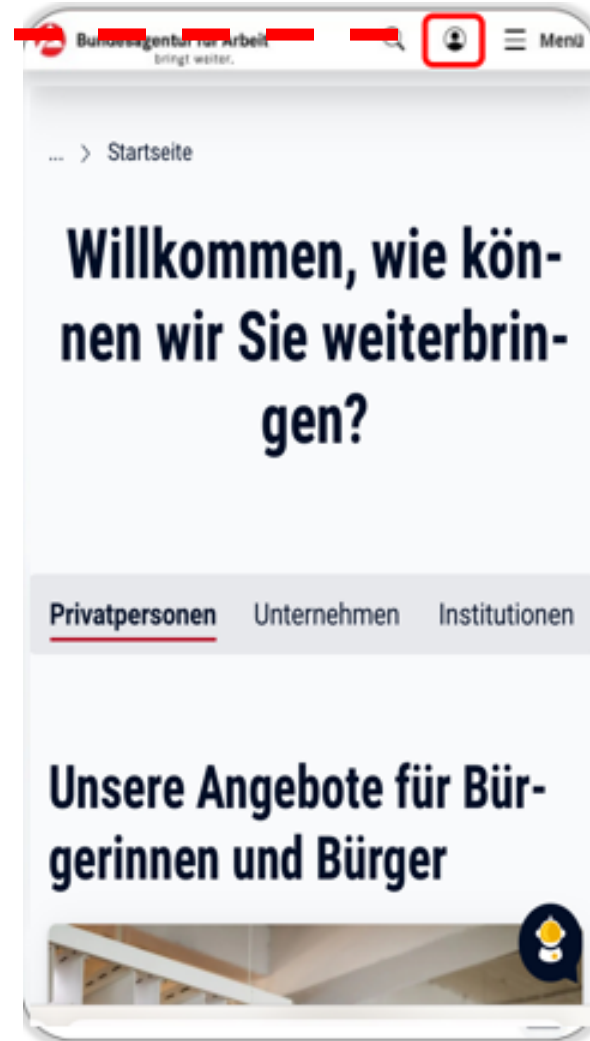 Bundesagentur für Arbeit
bringt weiter.
Menü
... > Startseite
Willkommen, wie kön-
nen wir Sie weiterbrin-
gen?
Privatpersonen Unternehmen Institutionen
Unsere Angebote für Bür-
gerinnen und Bürger